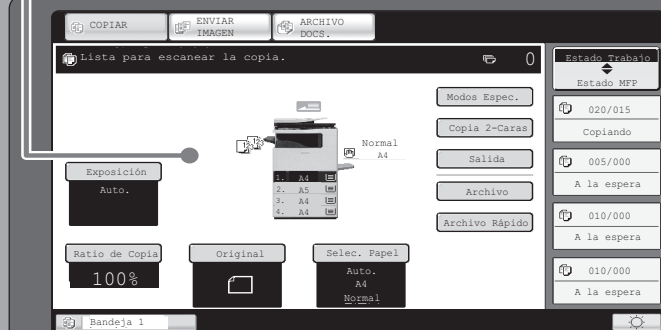 COPIAR
ENVIAR
IMAGEN
ARCHIVO
DOCS.
Lista para escanear la copia.
0
Estado Trabajo
Estado MFP
Modos Espec.
020/015
Copiando
Copia 2-Caras
Normal
A4
Salida
005/000
A la espera
Exposición
Auto.
1. A4
2. A5
3. A4
4. A4
Archivo
Archivo Rápido
010/000
A la espera
Ratio de Copia
100%
Original
Selec. Papel
Auto.
A4
Normal
010/000
A la espera
Bandeja 1